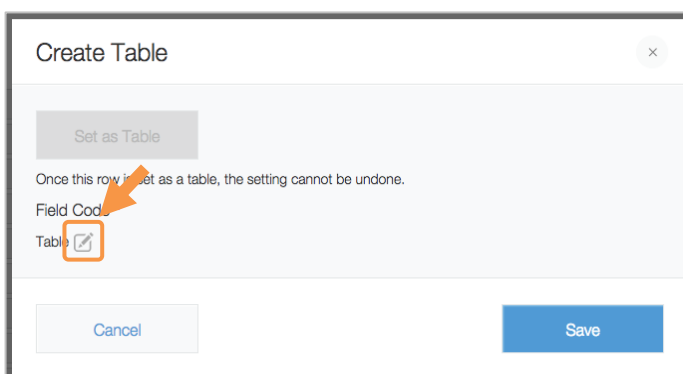 Create Table
Set as Table
Once this row is set as a table, the setting cannot be undone.
Field Code
Table
Cancel
Save